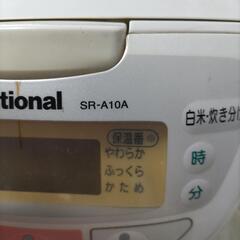 tional
SR-A10A
保温番
白米・炊き分け
やわらか
ふっくら
かため
時
分